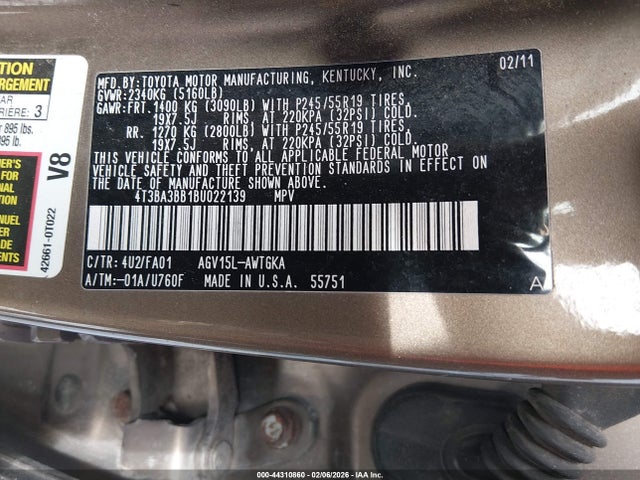 MFD.BY:TOYOTA MOTOR MANUFACTURING, KENTUCKY, INC.
02/11
GVWR:2340KG (5160LB)
GAWR:FRT. 1400 KG (3090LB) WITH P245/55R19 TIRES,
19X7.5J RIMS, AT 220KPA (32PSI) COLD.
RR. 1270 KG (2800LB) WITH P245/55R19 TIRES,
19X7.5J RIMS, AT 220KPA (32PSI) COLD.
THIS VEHICLE CONFORMS TO ALL APPLICABLE FEDERAL MOTOR
VEHICLE SAFETY STANDARDS IN EFFECT ON
THE DATE OF MANUFACTURE SHOWN ABOVE.
4T3BA3BB1BU022139 MPV
C/TR:4U2/FA01 AGV15L-AWTGKA
A/TM:-01A/U760F MADE IN U.S.A. 55751
A
3
895 lbs.
V8
42661-0T022
000-44310860 - 02/06/2026 - IAA Inc.